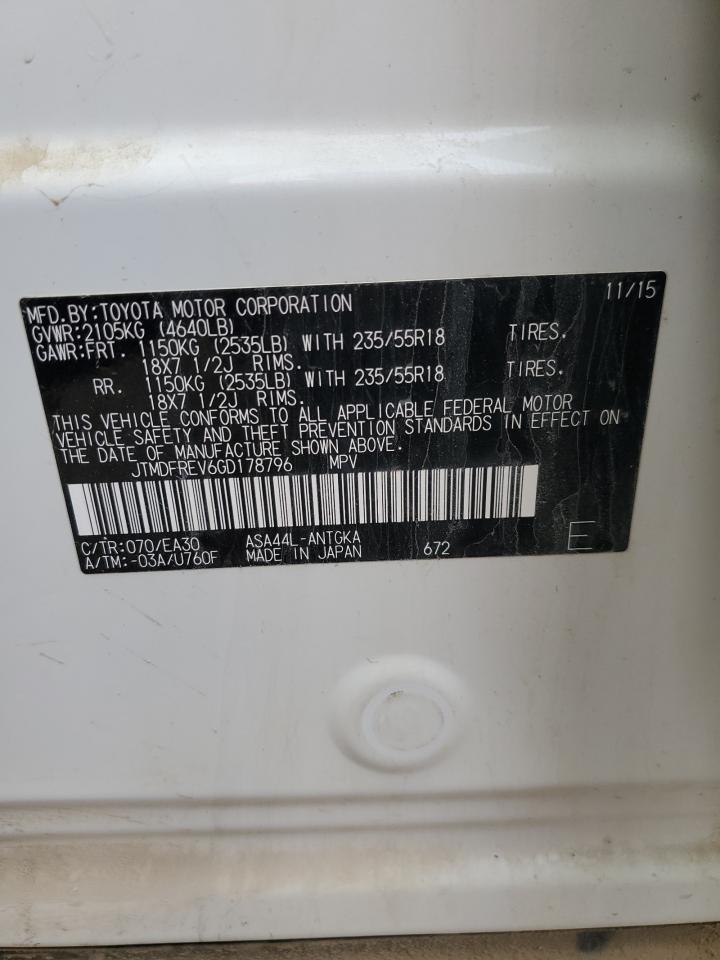 MFD.BY:TOYOTA MOTOR CORPORATION 11/15
GVWR:2105KG (4640LB)
GAWR:FRT. 1150KG (2535LB) WITH 235/55R18 TIRES.
18X7 1/2J RIMS.
RR. 1150KG (2535LB) WITH 235/55R18 TIRES.
18X7 1/2J RIMS.
THIS VEHICLE CONFORMS TO ALL APPLICABLE FEDERAL MOTOR
VEHICLE SAFETY AND THEFT PREVENTION STANDARDS IN EFFECT ON
THE DATE OF MANUFACTURE SHOWN ABOVE.
JTMDFREV6GD178796 MPV
C/TR:070/EA30 ASA44L-ANTGKA
A/TM:-03A/U760F MADE IN JAPAN 672 E